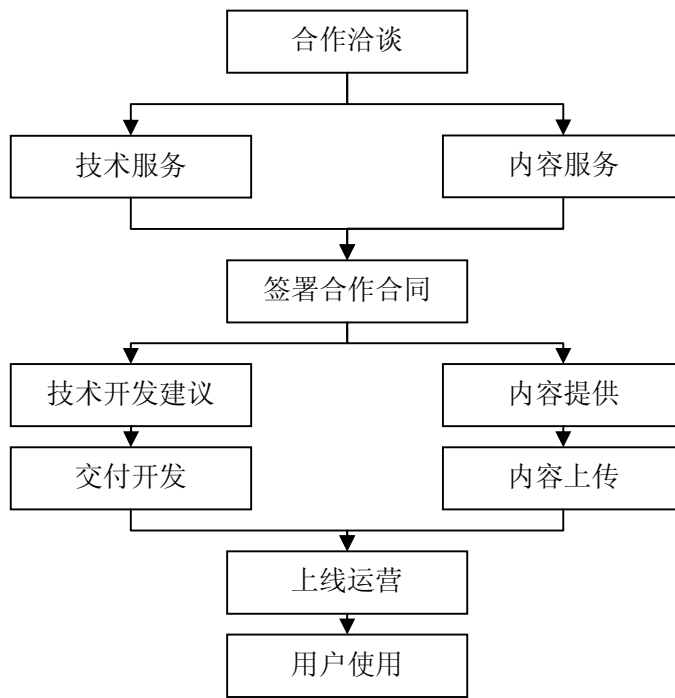 合作洽谈
技术服务
内容服务
签署合作合同
技术开发建议
内容提供
交付开发
内容上传
上线运营
用户使用